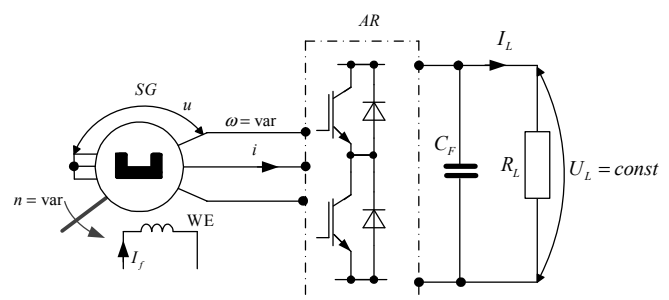 AR
SG
u
ω = var
i
n = var
WE
I_f
I_L
C_F
R_L
U_L = const